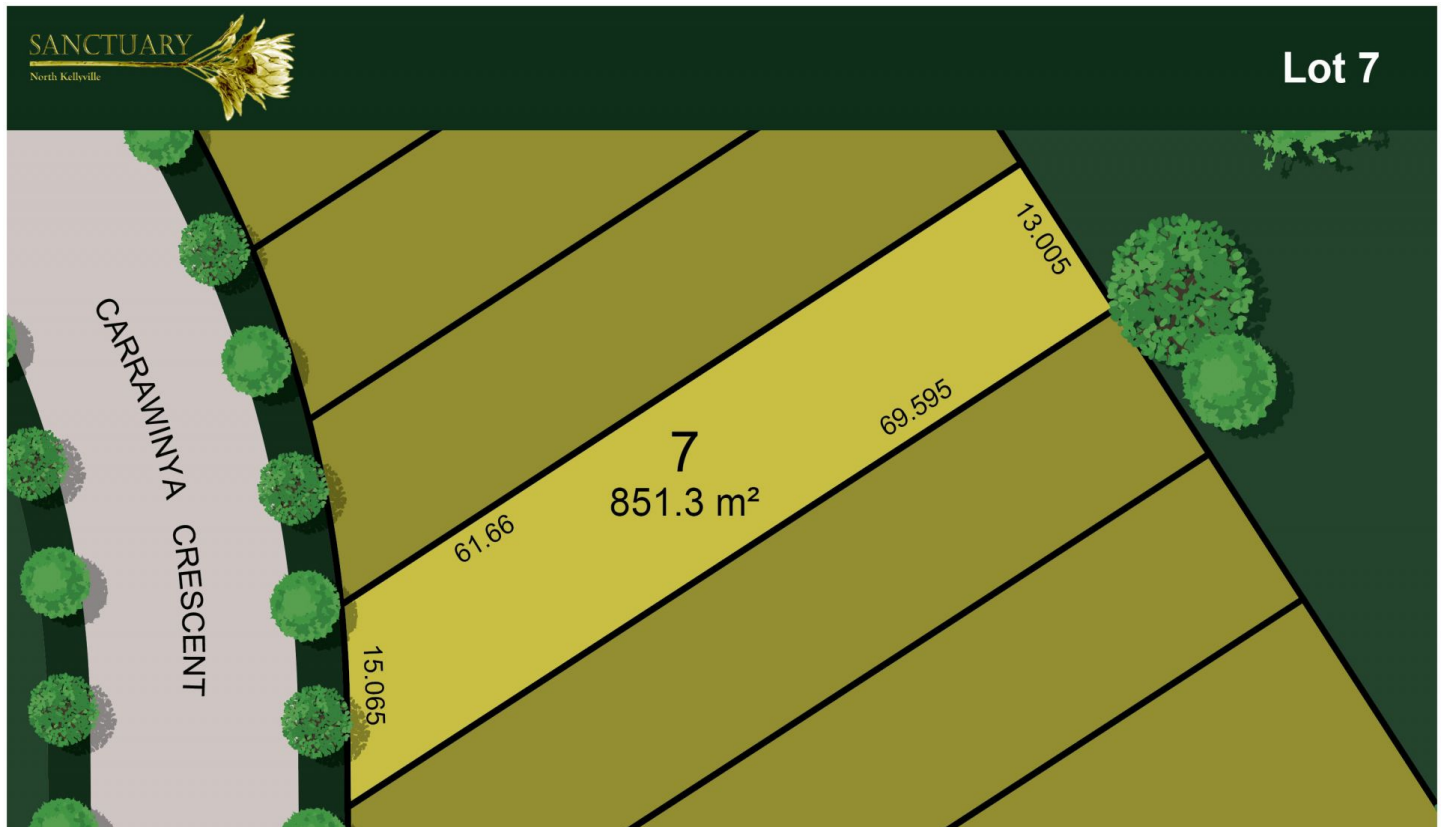 SANCTUARY
North Kellyville
Lot 7
CARRAWINYA CRESCENT
13.005
69.595
7
851.3 m²
61.66
15.065